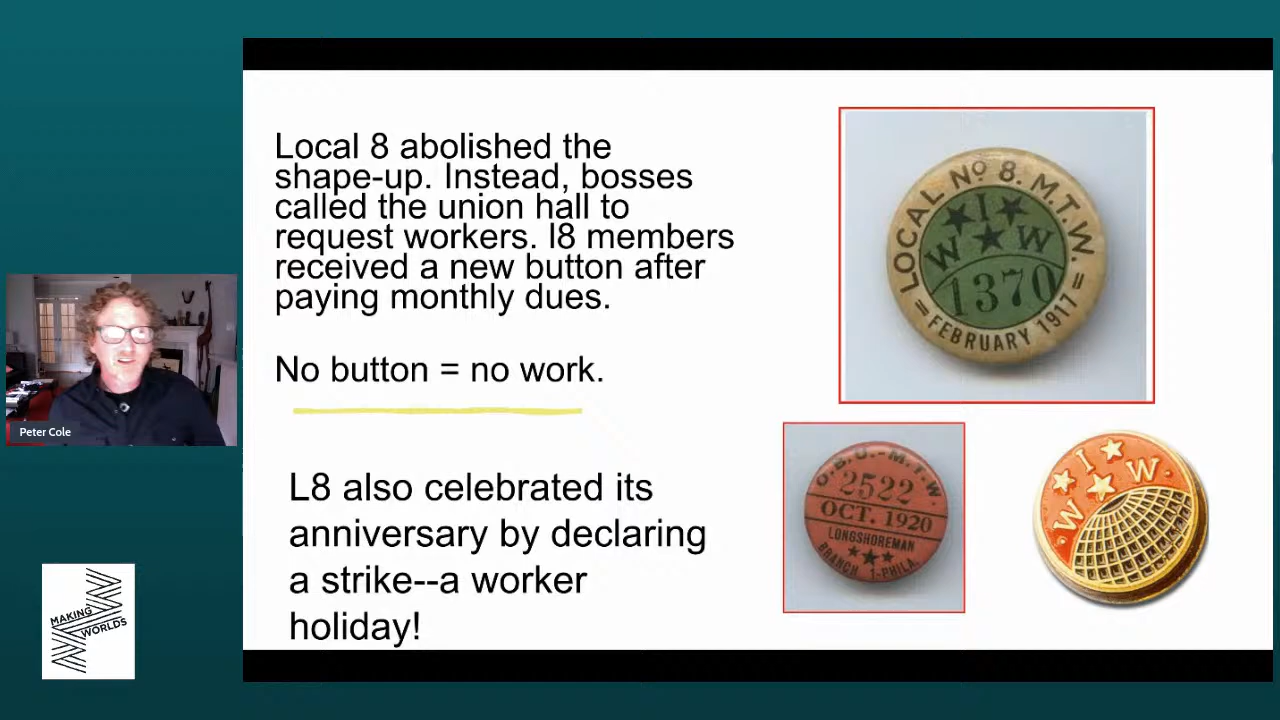 Local 8 abolished the
shape-up. Instead, bosses
called the union hall to
request workers. l8 members
received a new button after
paying monthly dues.
No button = no work.
L8 also celebrated its
anniversary by declaring
a strike--a worker
holiday!
LOCAL No 8. M.T.W.
I
W W
1370
= FEBRUARY 1917 =
O.B.U.-M.T.W.
2522
OCT. 1920
LONGSHOREMAN
BRANCH 1-PHILA.
W I W
Peter Cole
MAKING
WORLDS